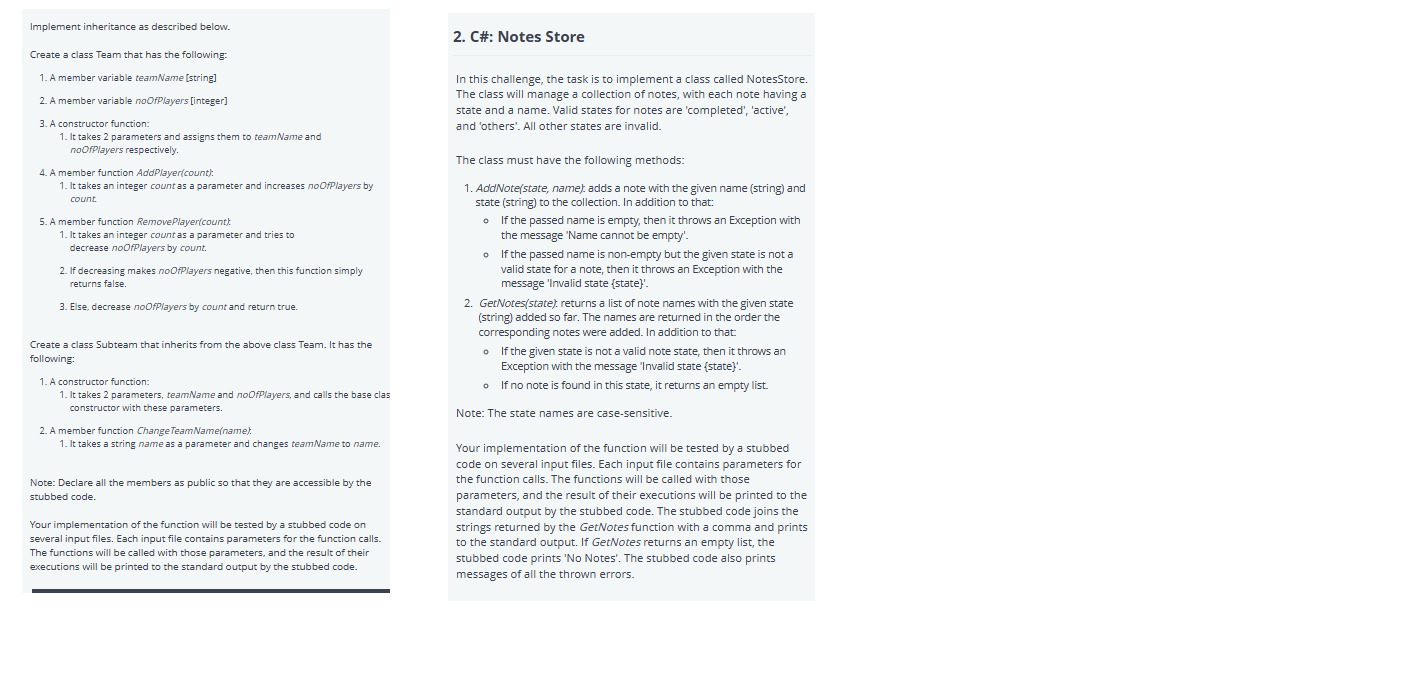 Implement inheritance as described below.
Create a class Team that has the following:
1. A member variable teamName [string]
2. A member variable noOfPlayers [integer]
3. A constructor function:
1. It takes 2 parameters and assigns them to teamName and
noOfPlayers respectively.
4. A member function AddPlayer(count):
1. It takes an integer count as a parameter and increases noOfPlayers by
count.
5. A member function RemovePlayer(count):
1. It takes an integer count as a parameter and tries to
decrease noOfPlayers by count.
2. If decreasing makes noOfPlayers negative, then this function simply
returns false.
3. Else, decrease noOfPlayers by count and return true.
Create a class Subteam that inherits from the above class Team. It has the
following:
1. A constructor function:
1. It takes 2 parameters, teamName and noOfPlayers, and calls the base clas
constructor with these parameters.
2. A member function ChangeTeamName(name):
1. It takes a string name as a parameter and changes teamName to name.
Note: Declare all the members as public so that they are accessible by the
stubbed code.
Your implementation of the function will be tested by a stubbed code on
several input files. Each input file contains parameters for the function calls.
The functions will be called with those parameters, and the result of their
executions will be printed to the standard output by the stubbed code.
2. C#: Notes Store
In this challenge, the task is to implement a class called NotesStore.
The class will manage a collection of notes, with each note having a
state and a name. Valid states for notes are 'completed', 'active',
and 'others'. All other states are invalid.
The class must have the following methods:
1. AddNote(state, name): adds a note with the given name (string) and
state (string) to the collection. In addition to that:
o If the passed name is empty, then it throws an Exception with
the message 'Name cannot be empty'.
o If the passed name is non-empty but the given state is not a
valid state for a note, then it throws an Exception with the
message 'Invalid state {state}'.
2. GetNotes(state): returns a list of note names with the given state
(string) added so far. The names are returned in the order the
corresponding notes were added. In addition to that:
o If the given state is not a valid note state, then it throws an
Exception with the message 'Invalid state {state}'.
o If no note is found in this state, it returns an empty list.
Note: The state names are case-sensitive.
Your implementation of the function will be tested by a stubbed
code on several input files. Each input file contains parameters for
the function calls. The functions will be called with those
parameters, and the result of their executions will be printed to the
standard output by the stubbed code. The stubbed code joins the
strings returned by the GetNotes function with a comma and prints
to the standard output. If GetNotes returns an empty list, the
stubbed code prints 'No Notes'. The stubbed code also prints
messages of all the thrown errors.